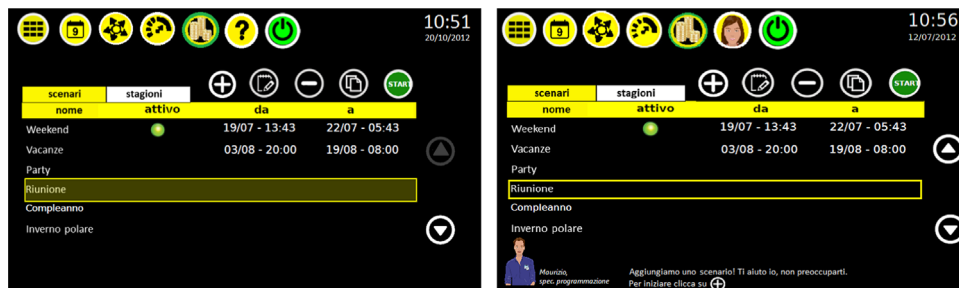 9
?
10:51
20/10/2012
START
scenari stagioni
nome attivo da a
Weekend 19/07 - 13:43 22/07 - 05:43
Vacanze 03/08 - 20:00 19/08 - 08:00
Party
Riunione
Compleanno
Inverno polare
9
10:56
12/07/2012
START
scenari stagioni
nome attivo da a
Weekend 19/07 - 13:43 22/07 - 05:43
Vacanze 03/08 - 20:00 19/08 - 08:00
Party
Riunione
Compleanno
Inverno polare
Maurizio,
spec. programmazione
Aggiungiamo uno scenario! Ti aiuto io, non preoccuparti.
Per iniziare clicca su